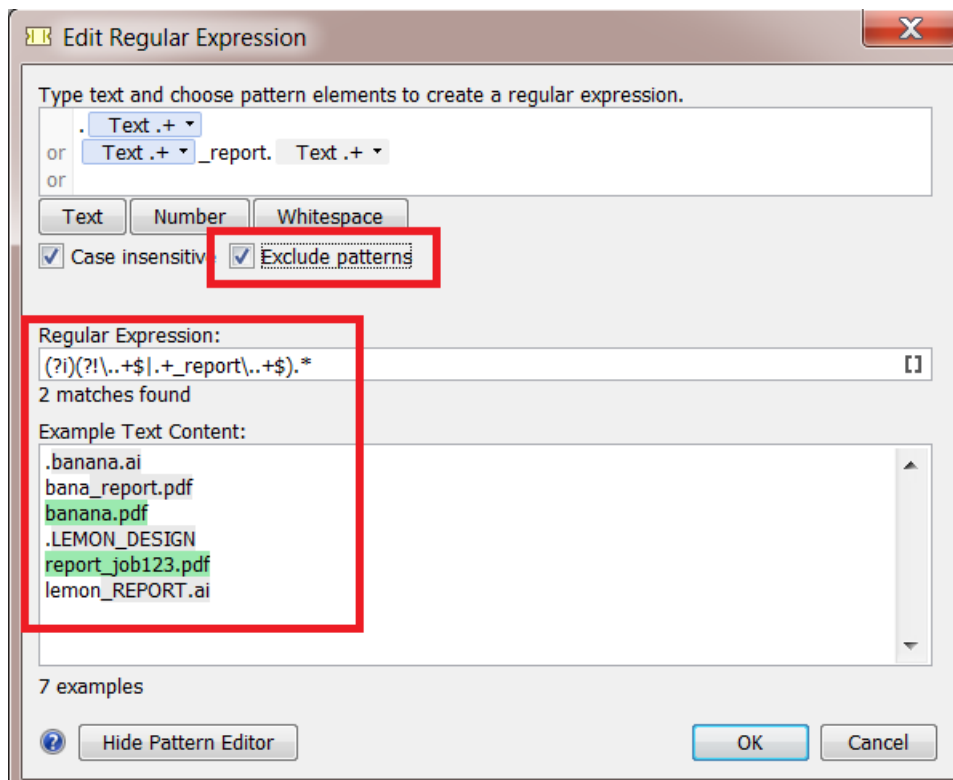 Edit Regular Expression
Type text and choose pattern elements to create a regular expression.
. Text .+
or Text .+ _report. Text .+
or
Text Number Whitespace
Case insensitive Exclude patterns
Regular Expression:
(?i)(?!\..+$|.+_report\..+$).*
2 matches found
Example Text Content:
.banana.ai
bana_report.pdf
banana.pdf
.LEMON_DESIGN
report_job123.pdf
lemon_REPORT.ai
7 examples
? Hide Pattern Editor OK Cancel